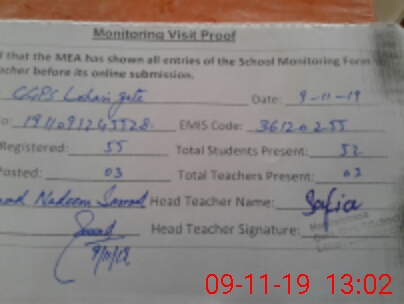 Monitoring Visit Proof
f that the MEA has shown all entries of the School Monitoring Form
acher before its online submission.
GGPS Lohari gate Date: 9-11-19
o: EMIS Code: 36120255
Registered: 55 Total Students Present: 52
Posted: 03 Total Teachers Present: 03
Nadeem Head Teacher Name: Safia
Head Teacher Signature:
9/11/19
09-11-19 13:02